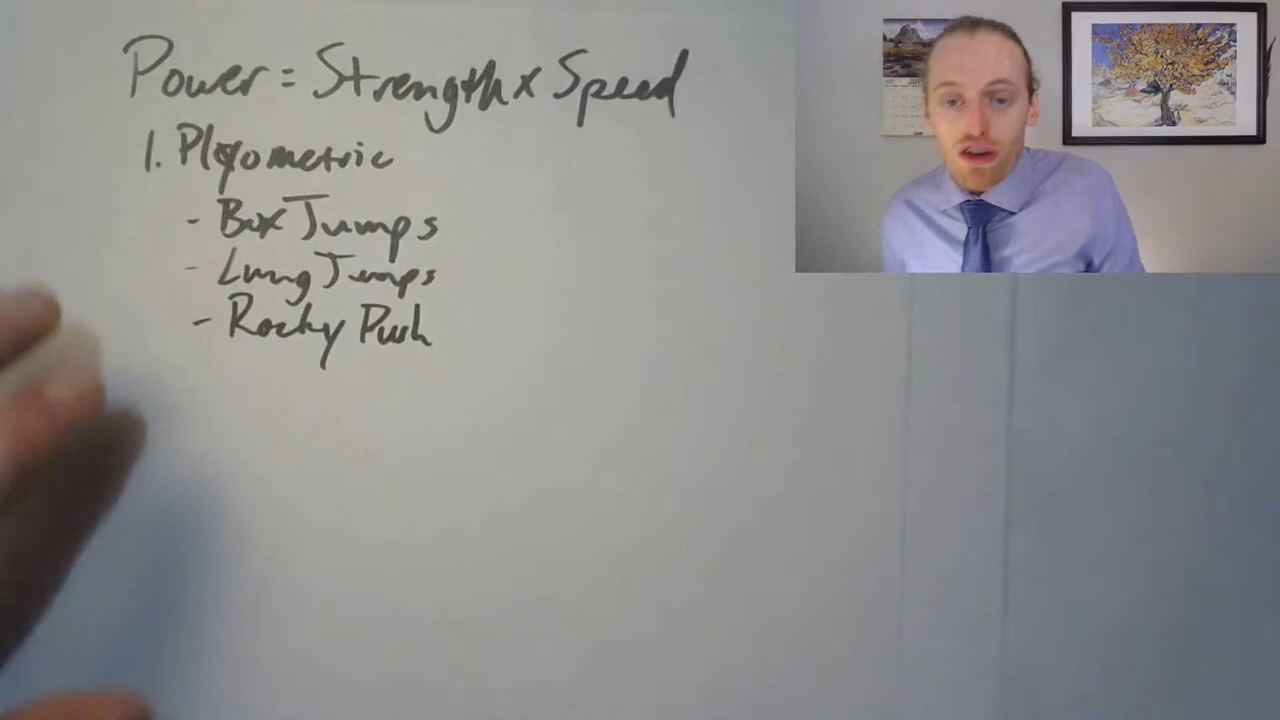 Power = Strength x Speed
1. Plyometric
- Box Jumps
- Lung Jumps
- Rocky Push